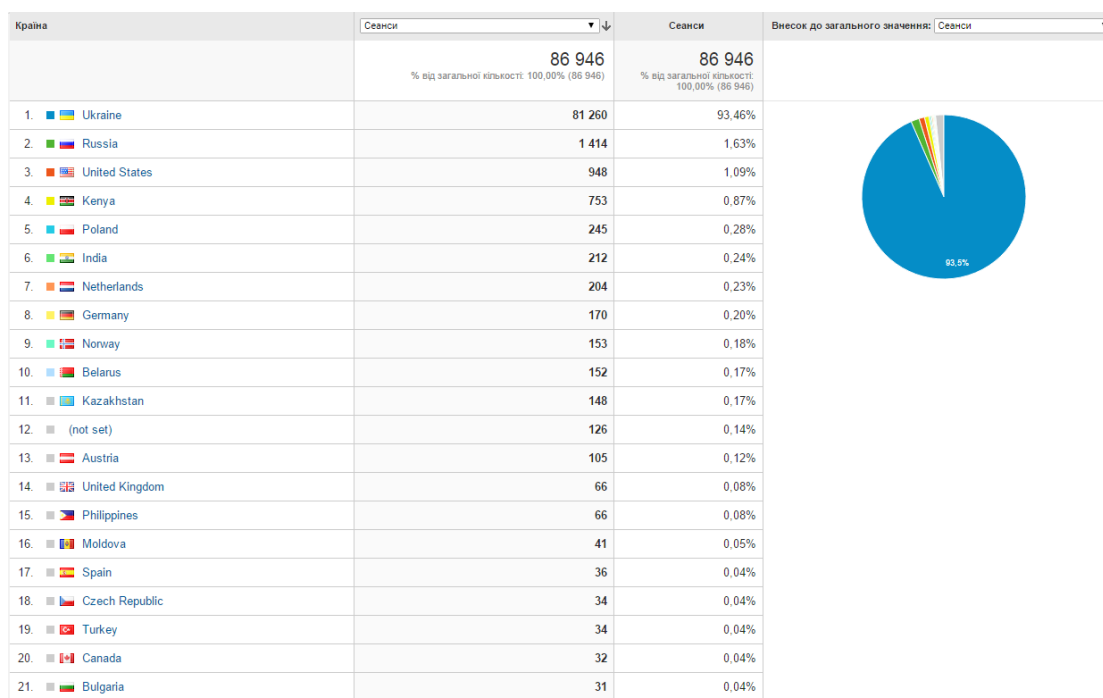 Країна Сеанси Сеанси Внесок до загального значення: Сеанси
86 946 86 946
% від загальної кількості: 100,00% (86 946) % від загальної кількості:
100,00% (86 946)
1. Ukraine 81 260 93,46%
2. Russia 1 414 1,63%
3. United States 948 1,09%
4. Kenya 753 0,87%
5. Poland 245 0,28%
6. India 212 0,24%
93,5%
7. Netherlands 204 0,23%
8. Germany 170 0,20%
9. Norway 153 0,18%
10. Belarus 152 0,17%
11. Kazakhstan 148 0,17%
12. (not set) 126 0,14%
13. Austria 105 0,12%
14. United Kingdom 66 0,08%
15. Philippines 66 0,08%
16. Moldova 41 0,05%
17. Spain 36 0,04%
18. Czech Republic 34 0,04%
19. Turkey 34 0,04%
20. Canada 32 0,04%
21. Bulgaria 31 0,04%